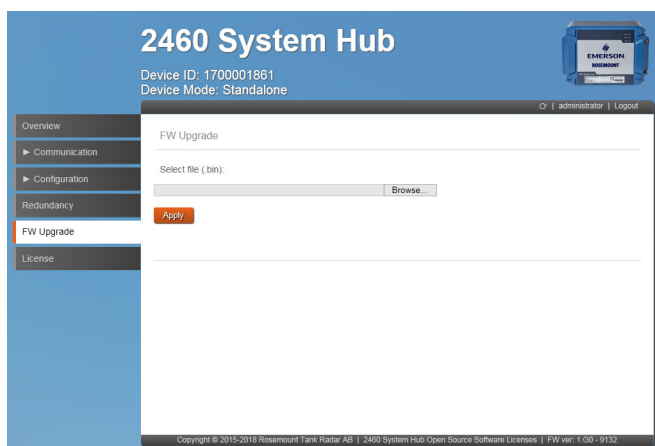 2460 System Hub
Device ID: 1700001861
Device Mode: Standalone
EMERSON
ROSEMOUNT
administrator | Logout
Overview
► Communication
► Configuration
Redundancy
FW Upgrade
License
FW Upgrade
Select file (.bin):
Browse...
Apply
Copyright © 2015-2018 Rosemount Tank Radar AB | 2460 System Hub Open Source Software Licenses | FW ver: 1.G0 - 9132